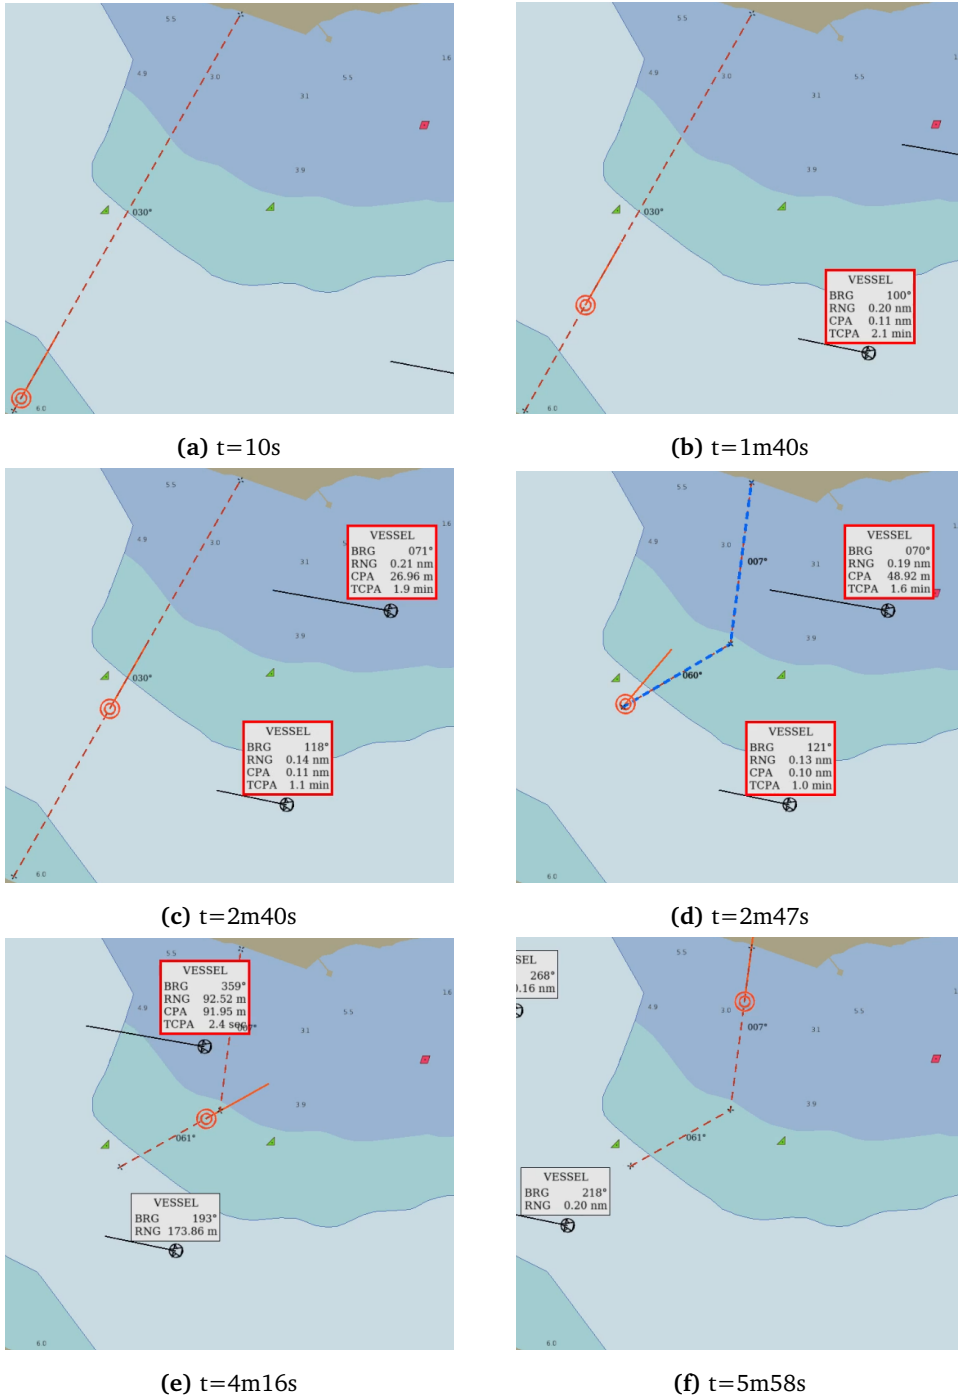 5.5
4.9
3.0
5.5
1.6
3.1
3.9
030°
6.0
(a) t=10s
5.5
4.9
3.0
5.5
1.6
3.1
3.9
030°
VESSEL
BRG 100°
RNG 0.20 nm
CPA 0.11 nm
TCPA 2.1 min
6.0
(b) t=1m40s
5.5
4.9
3.0
5
1.6
VESSEL
BRG 071°
RNG 0.21 nm
CPA 26.96 m
TCPA 1.9 min
3.9
030°
VESSEL
BRG 118°
RNG 0.14 nm
CPA 0.11 nm
TCPA 1.1 min
6.0
(c) t=2m40s
5.5
4.9
3.0
1.6
VESSEL
BRG 070°
RNG 0.19 nm
CPA 48.92 m
TCPA 1.6 min
007°
3.9
060°
VESSEL
BRG 121°
RNG 0.13 nm
CPA 0.10 nm
TCPA 1.0 min
6.0
(d) t=2m47s
5.5
4.9
5.5
1.6
VESSEL
BRG 359°
RNG 92.52 m
CPA 91.95 m
TCPA 2.4 sec
007°
3.1
3.9
061°
VESSEL
BRG 193°
RNG 173.86 m
6.0
(e) t=4m16s
5.5
SEL
268°
0.16 nm
3.0
5.5
1.6
3.1
007°
3.9
061°
VESSEL
BRG 218°
RNG 0.20 nm
6.0
(f) t=5m58s